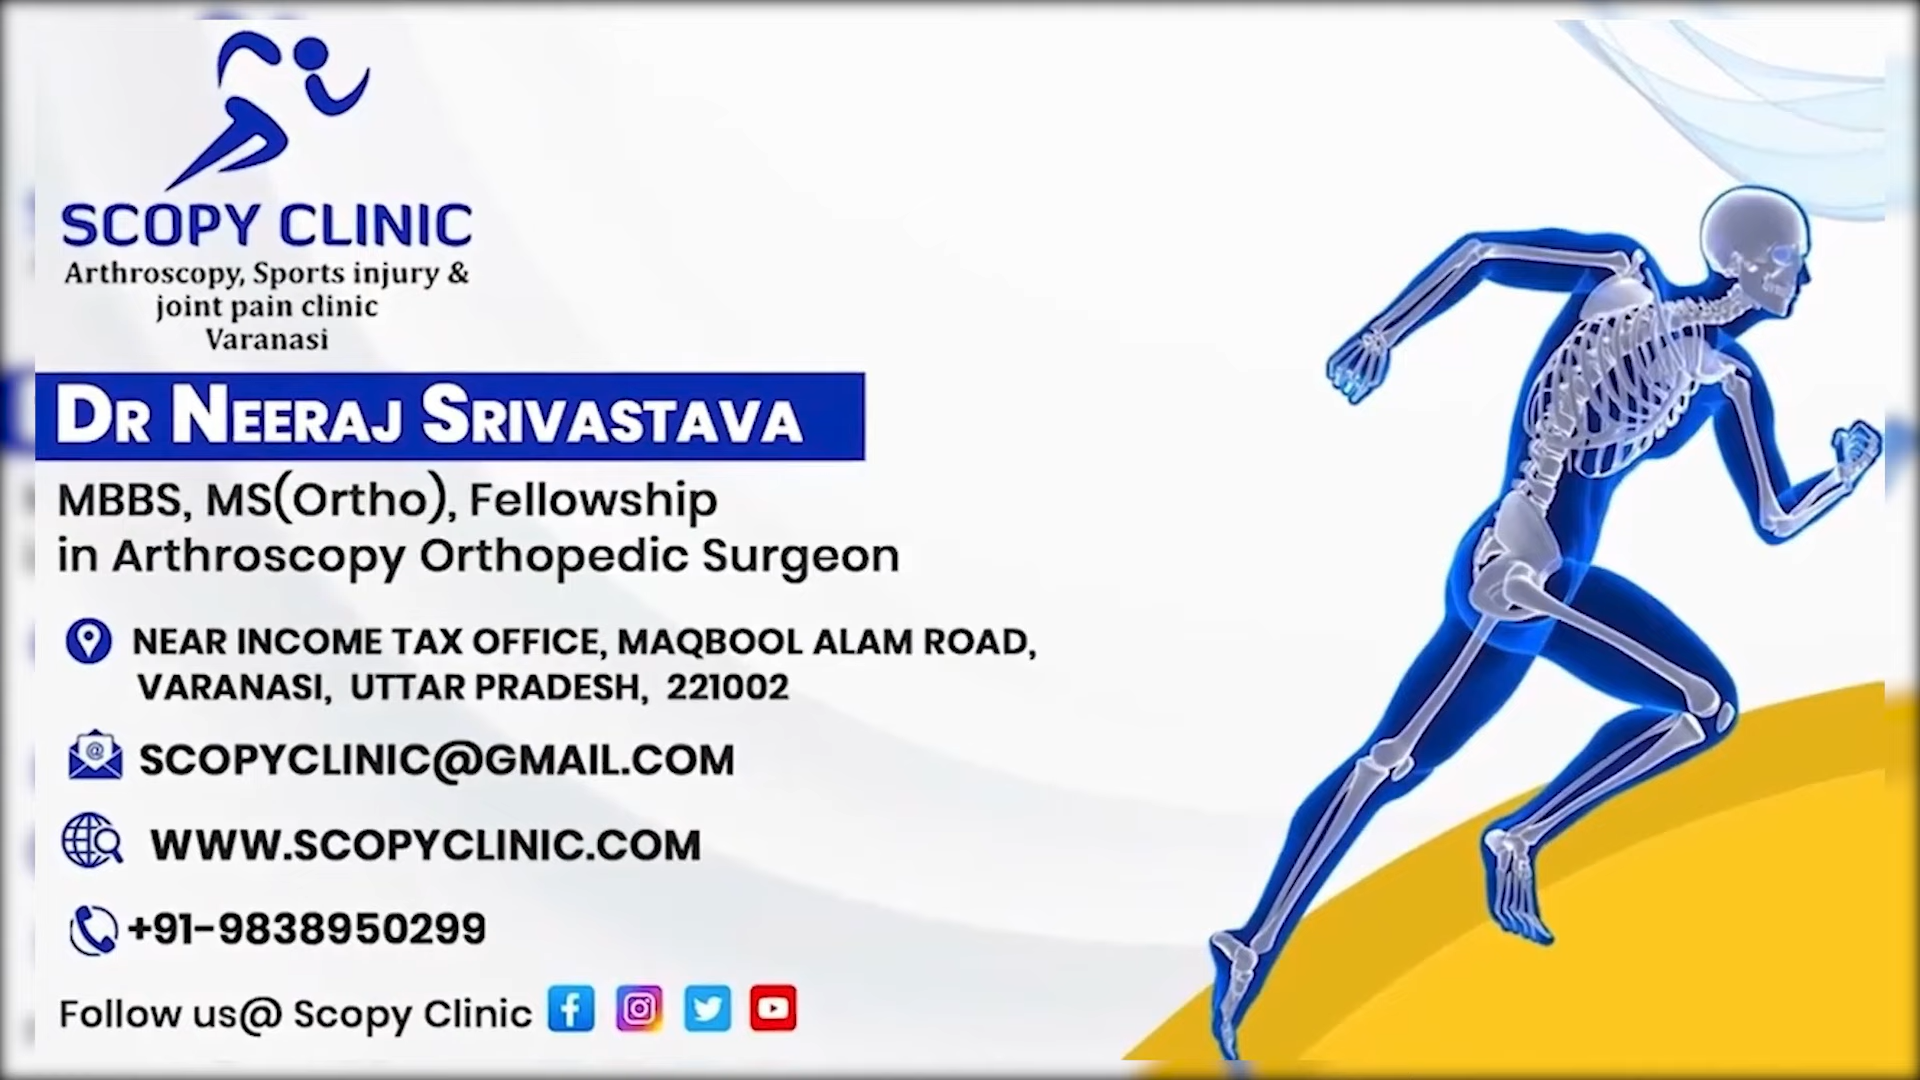 SCOPY CLINIC
Arthroscopy, Sports injury &
joint pain clinic
Varanasi
DR NEERAJ SRIVASTAVA
MBBS, MS(Ortho), Fellowship
in Arthroscopy Orthopedic Surgeon
NEAR INCOME TAX OFFICE, MAQBOOL ALAM ROAD,
VARANASI, UTTAR PRADESH, 221002
SCOPYCLINIC@GMAIL.COM
WWW.SCOPYCLINIC.COM
+91-9838950299
Follow us@ Scopy Clinic